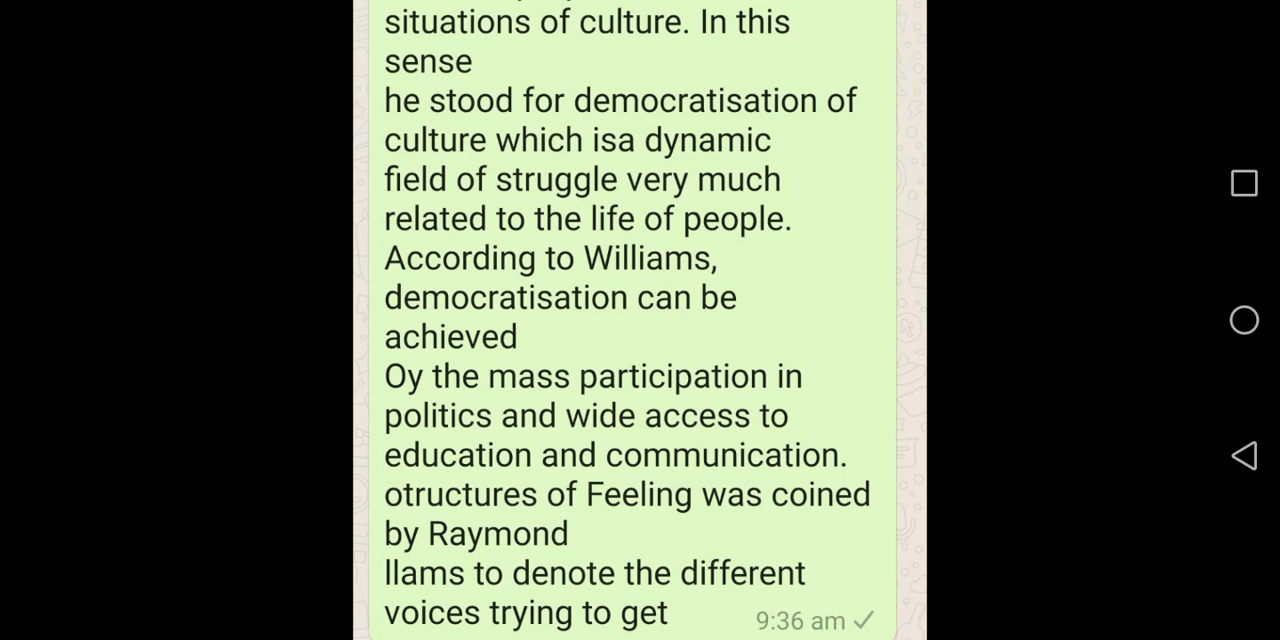 situations of culture. In this
sense
he stood for democratisation of
culture which isa dynamic
field of struggle very much
related to the life of people.
According to Williams,
democratisation can be
achieved
Oy the mass participation in
politics and wide access to
education and communication.
otructures of Feeling was coined
by Raymond
llams to denote the different
voices trying to get
9:36 am